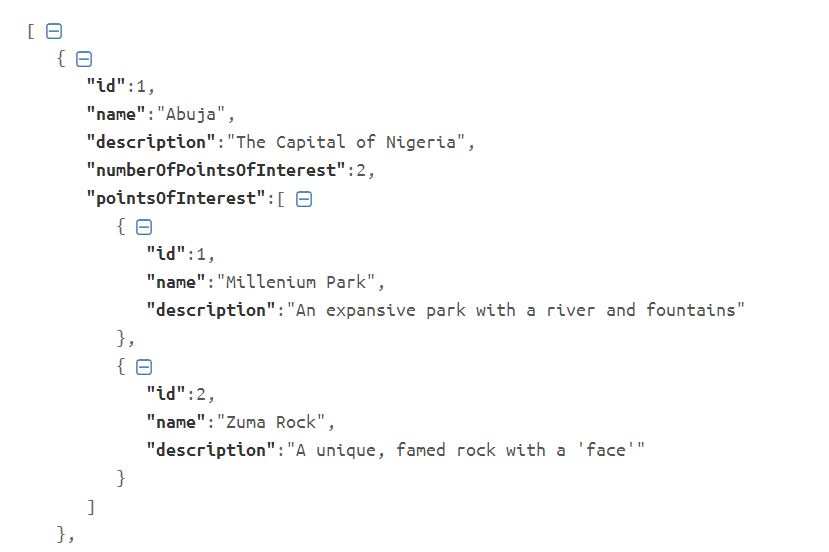 [
{
"id":1,
"name":"Abuja",
"description":"The Capital of Nigeria",
"numberOfPointsOfInterest":2,
"pointsOfInterest":[
{
"id":1,
"name":"Millenium Park",
"description":"An expansive park with a river and fountains"
},
{
"id":2,
"name":"Zuma Rock",
"description":"A unique, famed rock with a 'face'"
}
]
},